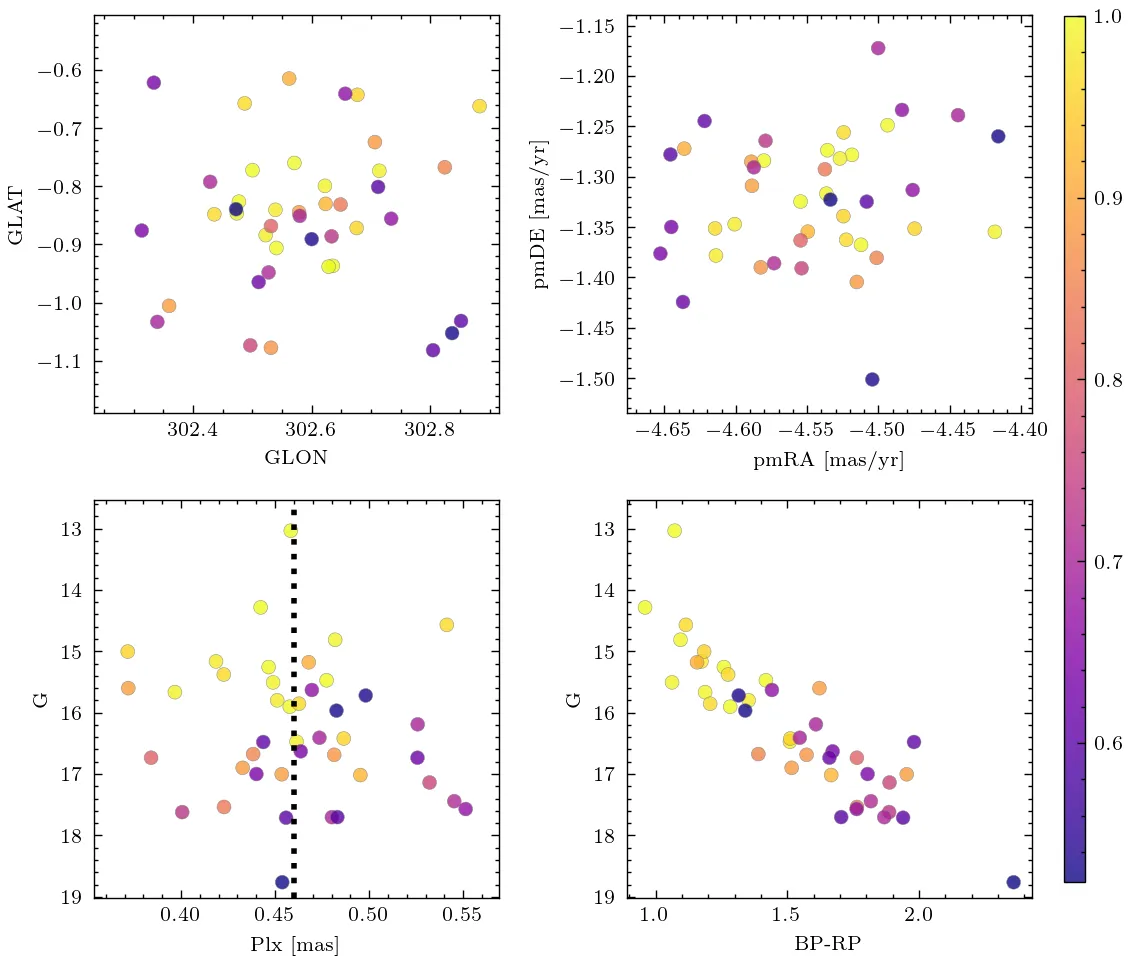 −0.6
−0.7
−0.8
−0.9
−1.0
−1.1
GLAT
302.4 302.6 302.8
GLON
−1.15
−1.20
−1.25
−1.30
−1.35
−1.40
−1.45
−1.50
pmDE [mas/yr]
−4.65 −4.60 −4.55 −4.50 −4.45 −4.40
pmRA [mas/yr]
1.0
0.9
0.8
0.7
0.6
13
14
15
16
17
18
19
G
0.40 0.45 0.50 0.55
Plx [mas]
13
14
15
16
17
18
19
G
1.0 1.5 2.0
BP-RP